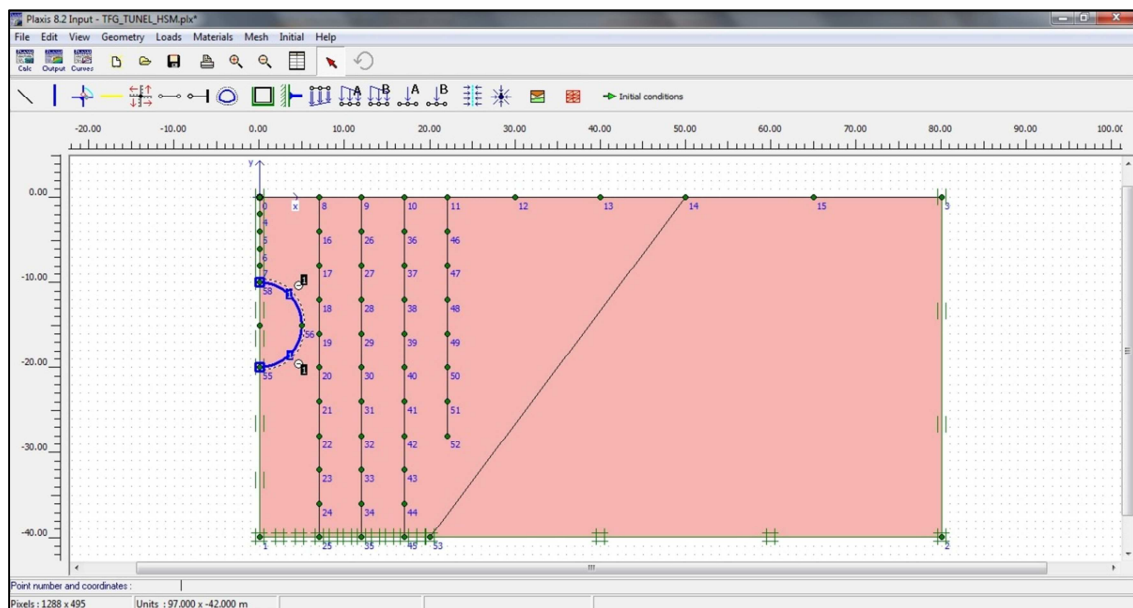 Plaxis 8.2 Input - TFG_TUNEL_HSM.plx*
File Edit View Geometry Loads Materials Mesh Initial Help
Calc Output Curves
A B A B Initial conditions
-20.00 -10.00 0.00 10.00 20.00 30.00 40.00 50.00 60.00 70.00 80.00 90.00 100.00
y
0.00
0 x 8 9 10 11 12 13 14 15 3
4
5 16 26 36 46
6
7 17 27 37 47
-10.00
1
58
18 28 38 48
56
19 29 39 49
1
-20.00
55 20 30 40 50
21 31 41 51
22 32 42 52
-30.00
23 33 43
24 34 44
-40.00
1 25 35 45 53 2
Point number and coordinates :
Pixels : 1288 x 495 Units : 97.000 x -42.000 m